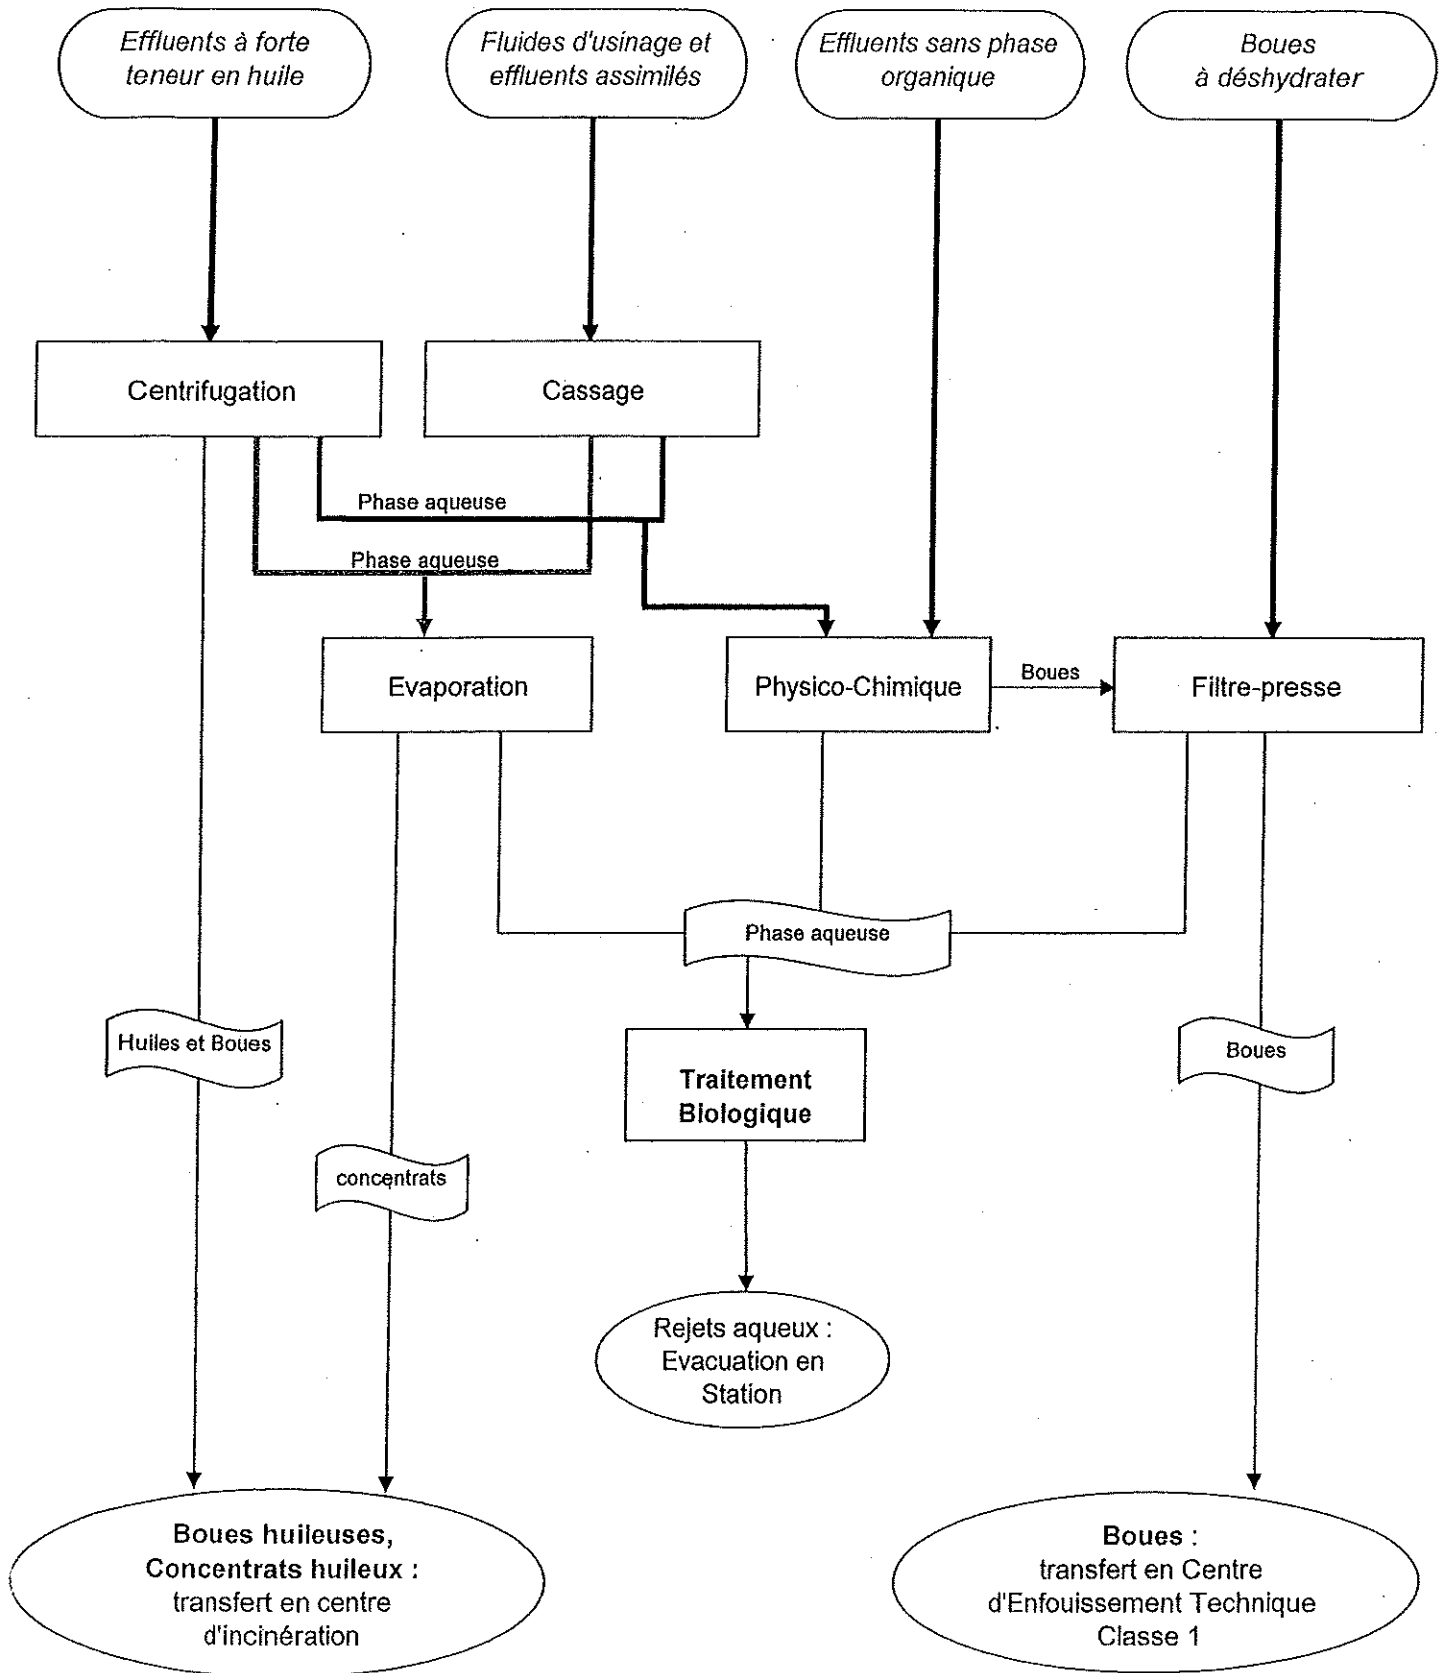 Effluents à forte
teneur en huile
Fluides d'usinage et
effluents assimilés
Effluents sans phase
organique
Boues
à déshydrater
Centrifugation
Cassage
Phase aqueuse
Phase aqueuse
Evaporation
Physico-Chimique
Boues
Filtre-presse
Phase aqueuse
Huiles et Boues
Boues
Traitement
Biologique
concentrats
Rejets aqueux :
Evacuation en
Station
Boues huileuses,
Concentrats huileux :
transfert en centre
d'incinération
Boues :
transfert en Centre
d'Enfouissement Technique
Classe 1